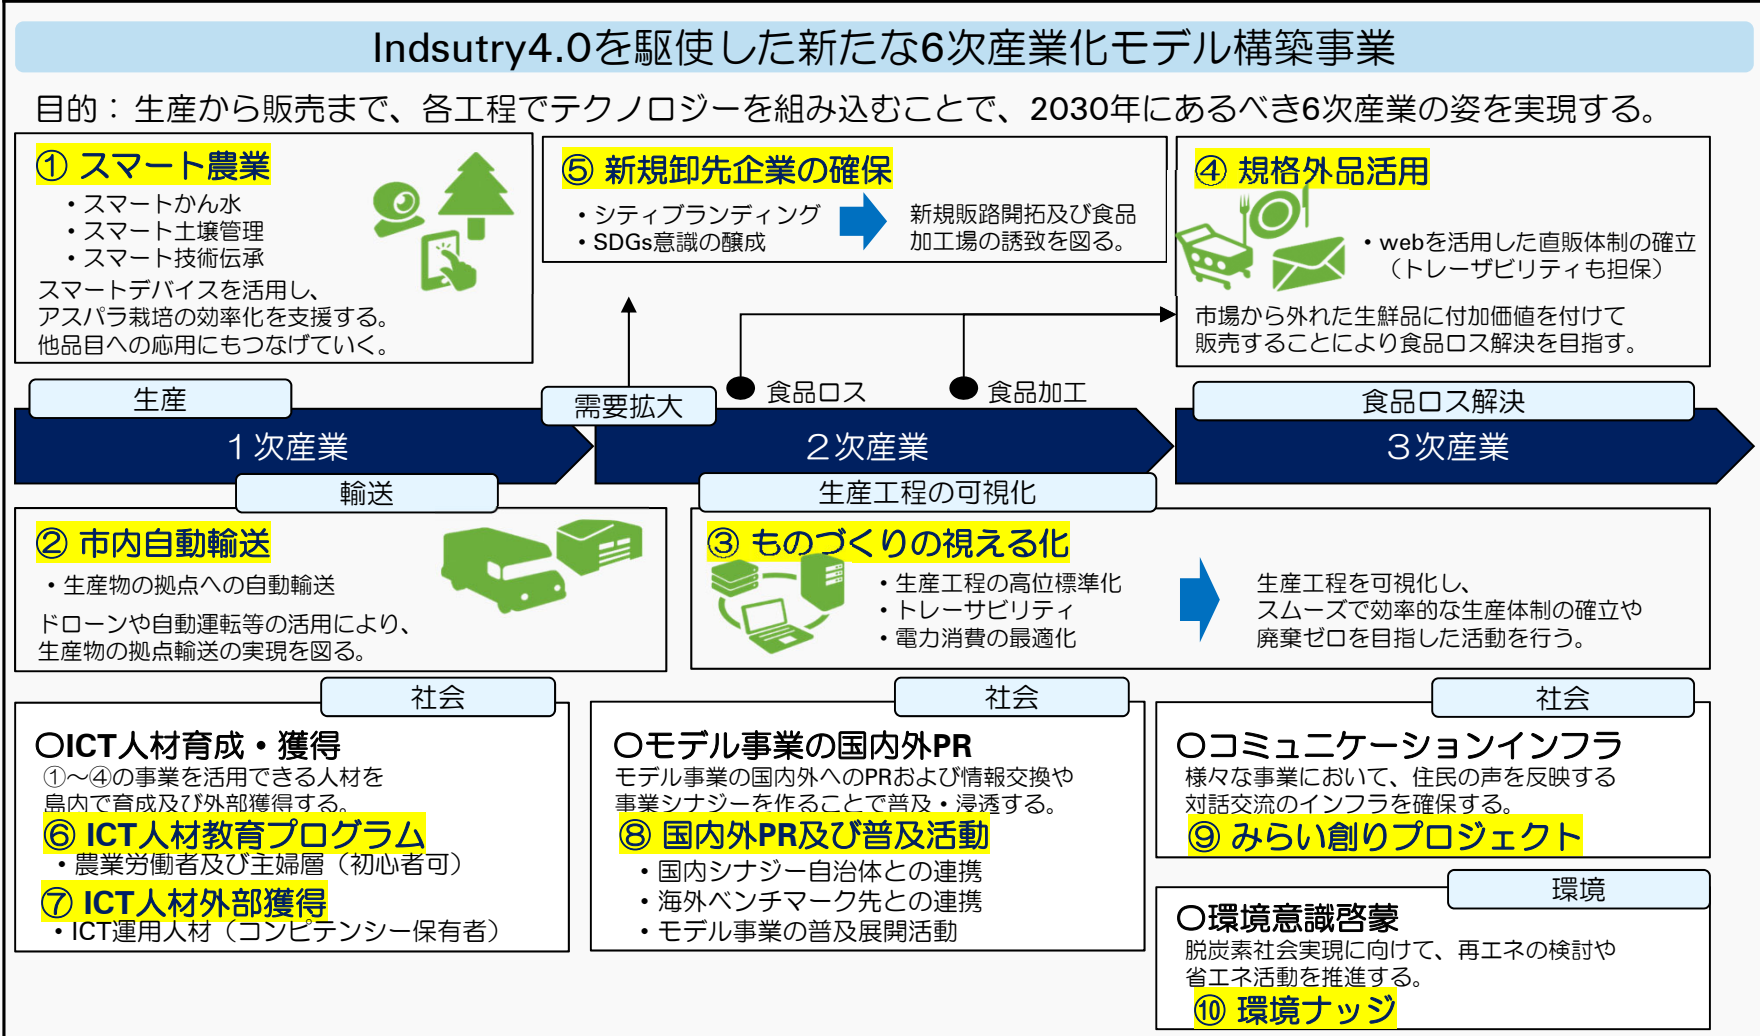 Indsutry4.0を駆使した新たな6次産業化モデル構築事業
目的：生産から販売まで、各工程でテクノロジーを組み込むことで、2030年にあるべき6次産業の姿を実現する。
① スマート農業
・スマートかん水
・スマート土壌管理
・スマート技術伝承
スマートデバイスを活用し、
アスパラ栽培の効率化を支援する。
他品目への応用にもつなげていく。
⑤ 新規卸先企業の確保
・シティブランディング
・SDGs意識の醸成
新規販路開拓及び食品
加工場の誘致を図る。
④ 規格外品活用
・webを活用した直販体制の確立
（トレーザビリティも担保）
市場から外れた生鮮品に付加価値を付けて
販売することにより食品ロス解決を目指す。
生産
需要拡大
食品ロス
食品加工
食品ロス解決
１次産業
２次産業
３次産業
輸送
生産工程の可視化
② 市内自動輸送
・生産物の拠点への自動輸送
ドローンや自動運転等の活用により、
生産物の拠点輸送の実現を図る。
③ ものづくりの視える化
・生産工程の高位標準化
・トレーサビリティ
・電力消費の最適化
生産工程を可視化し、
スムーズで効率的な生産体制の確立や
廃棄ゼロを目指した活動を行う。
社会
〇ICT人材育成・獲得
①～④の事業を活用できる人材を
島内で育成及び外部獲得する。
⑥ ICT人材教育プログラム
・農業労働者及び主婦層（初心者可）
⑦ ICT人材外部獲得
・ICT運用人材（コンピテンシー保有者）
社会
〇モデル事業の国内外PR
モデル事業の国内外へのPRおよび情報交換や
事業シナジーを作ることで普及・浸透する。
⑧ 国内外PR及び普及活動
・国内シナジー自治体との連携
・海外ベンチマーク先との連携
・モデル事業の普及展開活動
社会
〇コミュニケーションインフラ
様々な事業において、住民の声を反映する
対話交流のインフラを確保する。
⑨ みらい創りプロジェクト
環境
〇環境意識啓蒙
脱炭素社会実現に向けて、再エネの検討や
省エネ活動を推進する。
⑩ 環境ナッジ